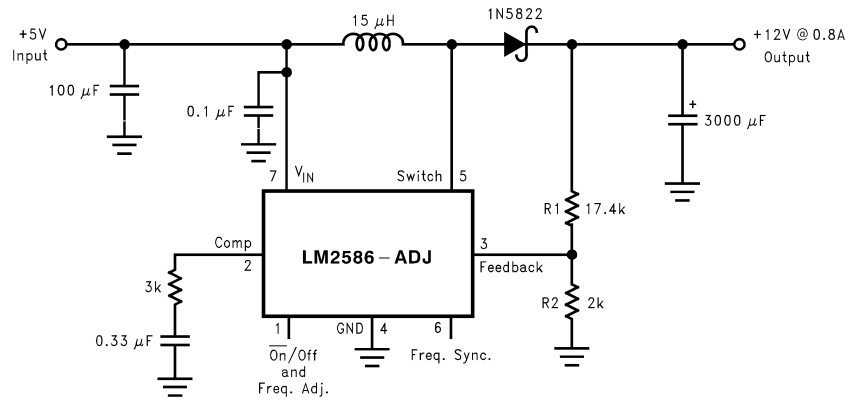 +5V
Input
100 µF
0.1 µF
15 µH
1N5822
+12V @ 0.8A
Output
+
3000 µF
7
V_IN
Switch
5
R1
17.4k
Comp
2
LM2586-ADJ
3
Feedback
3k
R2
2k
0.33 µF
1
GND
4
6
On/Off
and
Freq. Adj.
Freq. Sync.